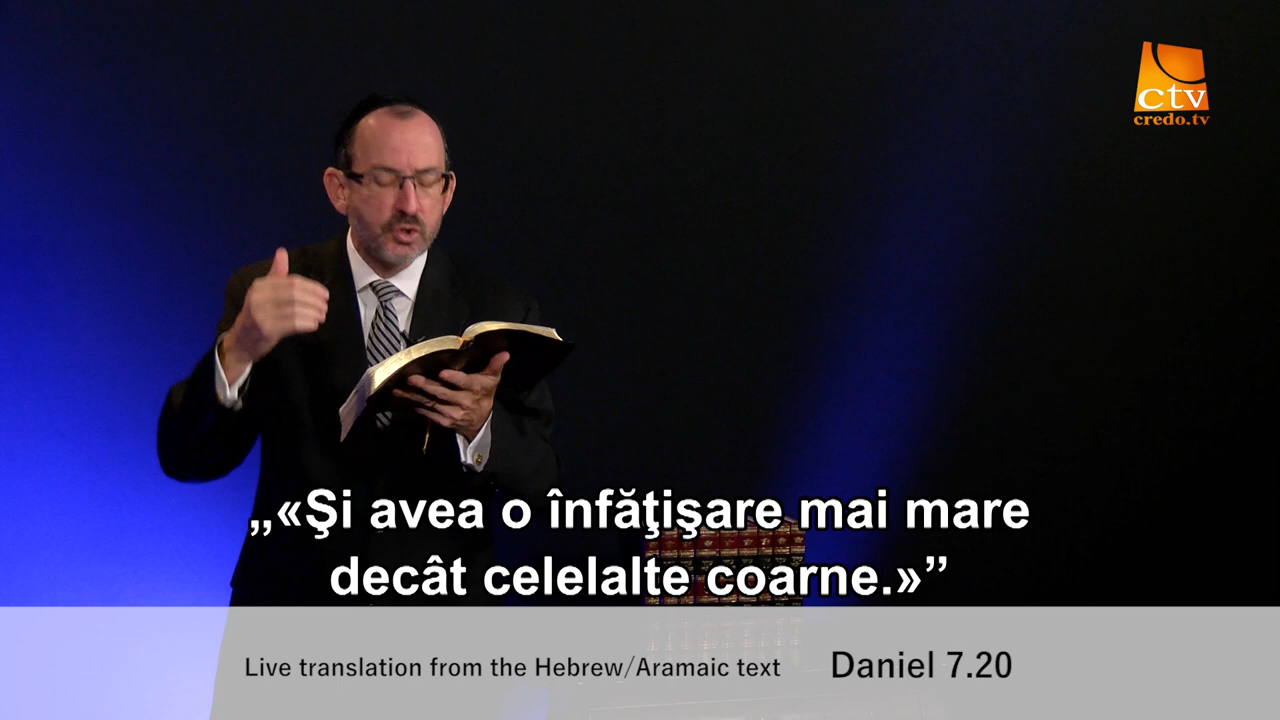 ctv
credo.tv
„«Şi avea o înfăţişare mai mare
decât celelalte coarne.»”
Live translation from the Hebrew/Aramaic text Daniel 7.20